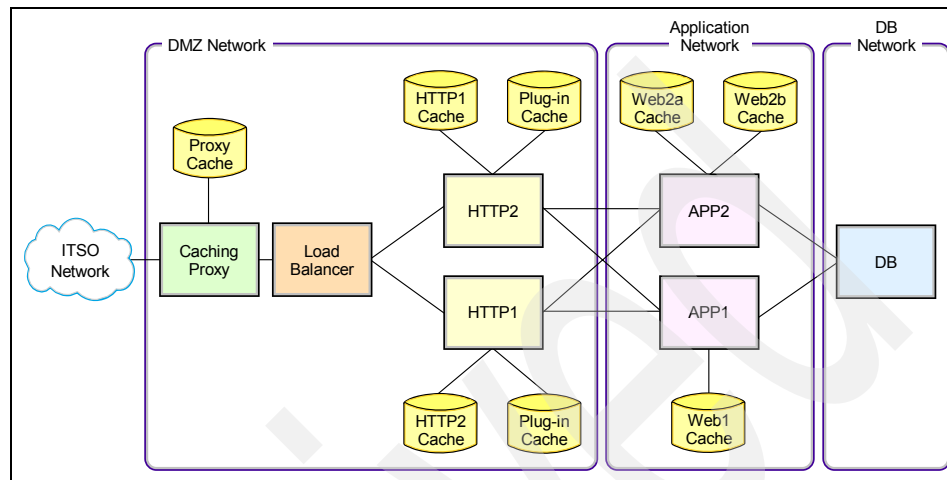 DMZ Network
Application
Network
DB
Network
HTTP1
Cache
Plug-in
Cache
Web2a
Cache
Web2b
Cache
Proxy
Cache
ITSO
Network
Caching
Proxy
Load
Balancer
HTTP2
APP2
DB
HTTP1
APP1
HTTP2
Cache
Plug-in
Cache
Web1
Cache